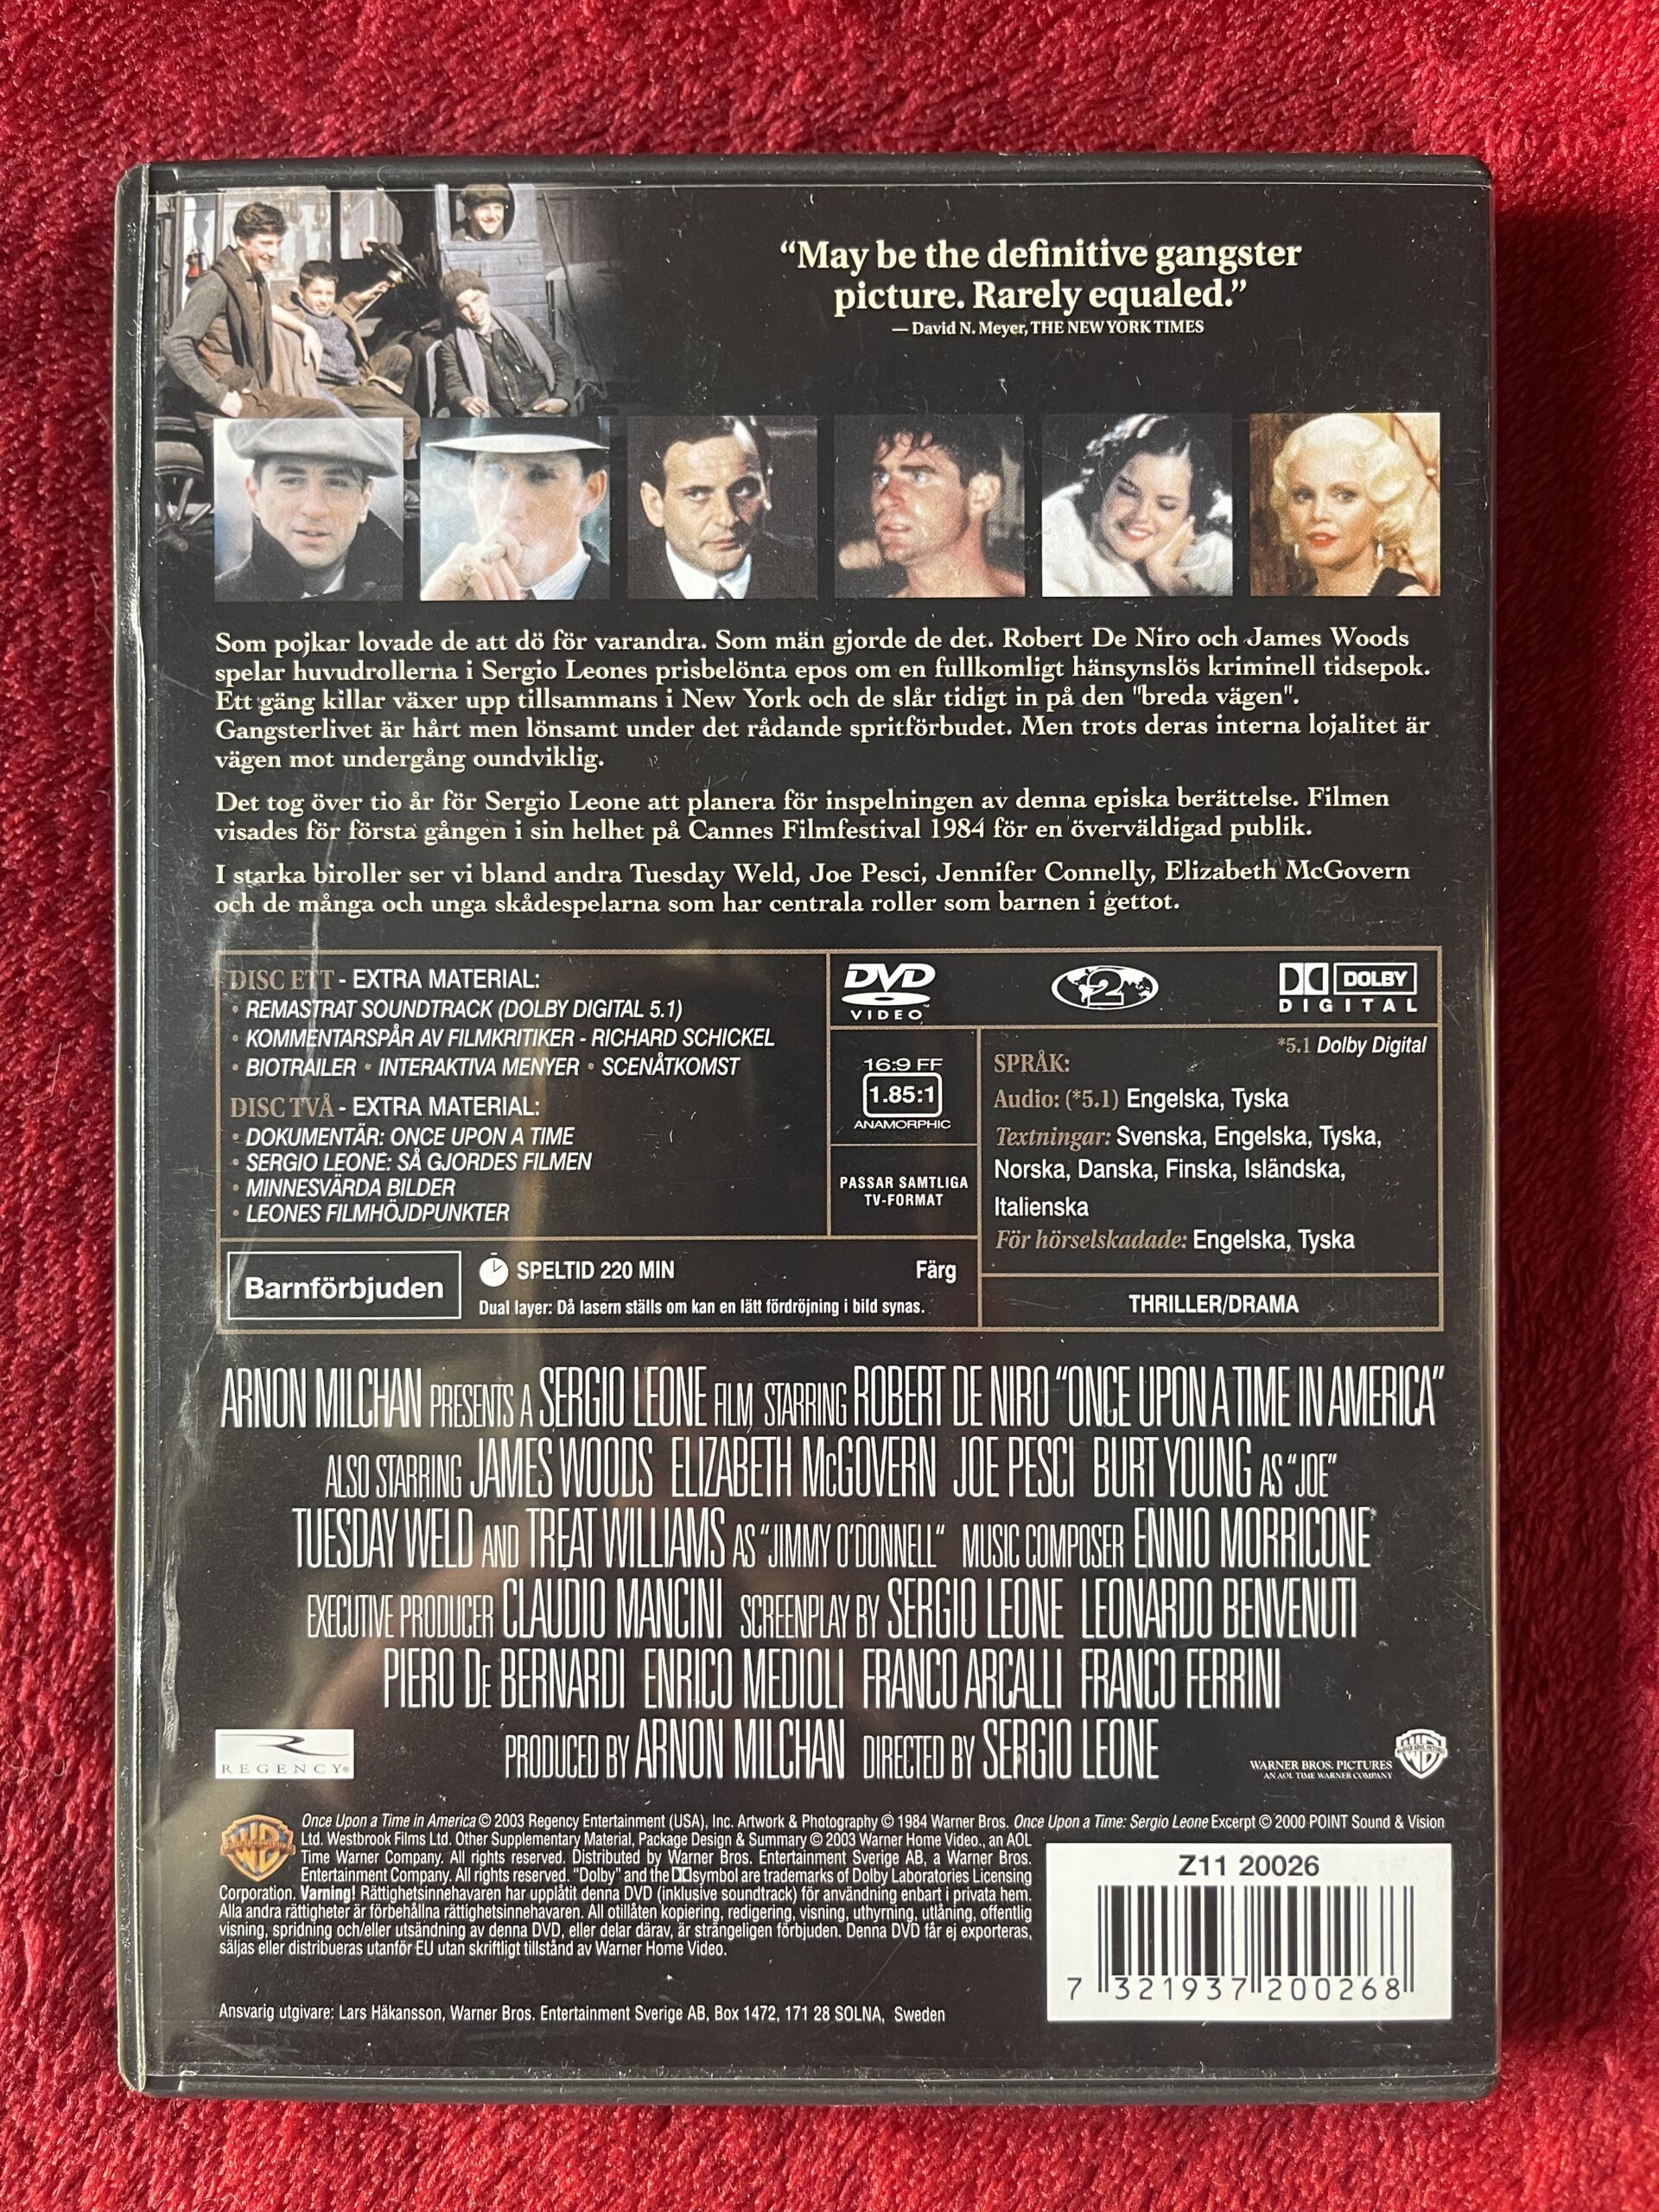 “May be the definitive gangster
picture. Rarely equaled.”
— David N. Meyer, THE NEW YORK TIMES
Som pojkar lovade de att dö för varandra. Som män gjorde de det. Robert De Niro och James Woods
spelar huvudrollerna i Sergio Leones prisbelönta epos om en fullkomligt hänsynslös kriminell tidsepok.
Ett gäng killar växer upp tillsammans i New York och de slår tidigt in på den "breda vägen".
Gangsterlivet är hårt men lönsamt under det rådande spritförbudet. Men trots deras interna lojalitet är
vägen mot undergång oundviklig.
Det tog över tio år för Sergio Leone att planera för inspelningen av denna episka berättelse. Filmen
visades för första gången i sin helhet på Cannes Filmfestival 1984 för en överväldigad publik.
I starka biroller ser vi bland andra Tuesday Weld, Joe Pesci, Jennifer Connelly, Elizabeth McGovern
och de många och unga skådespelarna som har centrala roller som barnen i gettot.
DISC ETT - EXTRA MATERIAL:
• REMASTRAT SOUNDTRACK (DOLBY DIGITAL 5.1)
• KOMMENTARSPÅR AV FILMKRITIKER - RICHARD SCHICKEL
• BIOTRAILER • INTERAKTIVA MENYER • SCENÅTKOMST
DISC TVÅ - EXTRA MATERIAL:
• DOKUMENTÄR: ONCE UPON A TIME
• SERGIO LEONE: SÅ GJORDES FILMEN
• MINNESVÄRDA BILDER
• LEONES FILMHÖJDPUNKTER
DVD
VIDEO™
2
DOLBY
DIGITAL
16:9 FF
1.85:1
ANAMORPHIC
PASSAR SAMTLIGA
TV-FORMAT
*5.1 Dolby Digital
SPRÅK:
Audio: (*5.1) Engelska, Tyska
Textningar: Svenska, Engelska, Tyska,
Norska, Danska, Finska, Isländska,
Italienska
För hörselskadade: Engelska, Tyska
Barnförbjuden
SPELTID 220 MIN Färg
Dual layer: Då lasern ställs om kan en lätt fördröjning i bild synas.
THRILLER/DRAMA
ARNON MILCHAN PRESENTS A SERGIO LEONE FILM STARRING ROBERT DE NIRO “ONCE UPON A TIME IN AMERICA”
ALSO STARRING JAMES WOODS ELIZABETH McGOVERN JOE PESCI BURT YOUNG AS “JOE”
TUESDAY WELD AND TREAT WILLIAMS AS “JIMMY O’DONNELL“ MUSIC COMPOSER ENNIO MORRICONE
EXECUTIVE PRODUCER CLAUDIO MANCINI SCREENPLAY BY SERGIO LEONE LEONARDO BENVENUTI
PIERO De BERNARDI ENRICO MEDIOLI FRANCO ARCALLI FRANCO FERRINI
PRODUCED BY ARNON MILCHAN DIRECTED BY SERGIO LEONE
REGENCY®
WARNER BROS. PICTURES
AN AOL TIME WARNER COMPANY
Once Upon a Time in America © 2003 Regency Entertainment (USA), Inc. Artwork & Photography © 1984 Warner Bros. Once Upon a Time: Sergio Leone Excerpt © 2000 POINT Sound & Vision
Ltd. Westbrook Films Ltd. Other Supplementary Material, Package Design & Summary © 2003 Warner Home Video., an AOL
Time Warner Company. All rights reserved. Distributed by Warner Bros. Entertainment Sverige AB, a Warner Bros.
Entertainment Company. All rights reserved. “Dolby” and the symbol are trademarks of Dolby Laboratories Licensing
Corporation. Varning! Rättighetsinnehavaren har upplåtit denna DVD (inklusive soundtrack) för användning enbart i privata hem.
Alla andra rättigheter är förbehållna rättighetsinnehavaren. All otillåten kopiering, redigering, visning, uthyrning, utlåning, offentlig
visning, spridning och/eller utsändning av denna DVD, eller delar därav, är strängeligen förbjuden. Denna DVD får ej exporteras,
säljas eller distribueras utanför EU utan skriftligt tillstånd av Warner Home Video.
Ansvarig utgivare: Lars Håkansson, Warner Bros. Entertainment Sverige AB, Box 1472, 171 28 SOLNA, Sweden
Z11 20026
7 321937 200268